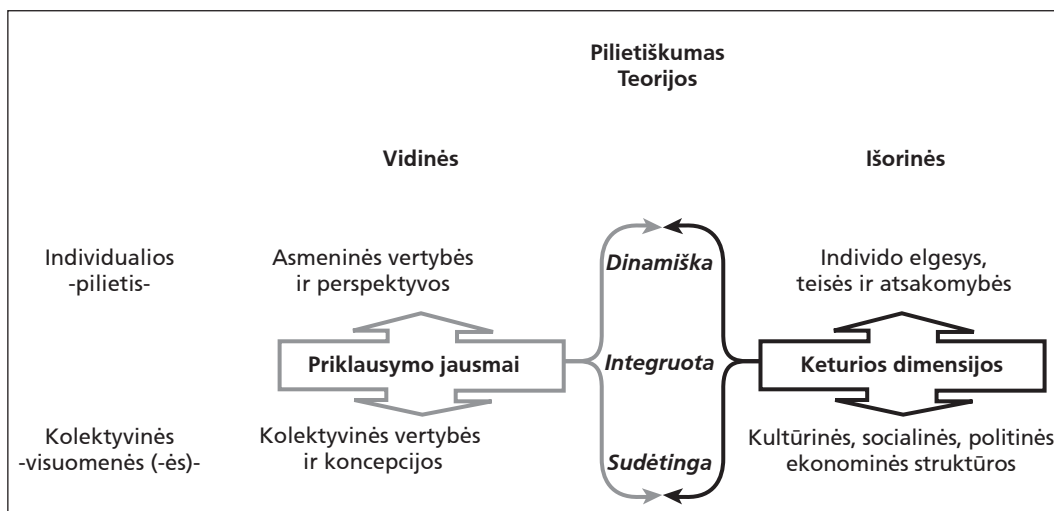 Pilietiškumas
Teorijos
Vidinės
Išorinės
Individualios
-pilietis-
Asmeninės vertybės
ir perspektyvos
Dinamiška
Individo elgesys,
teisės ir atsakomybės
Priklausymo jausmai
Integruota
Keturios dimensijos
Kolektyvinės
-visuomenės (-ės)-
Kolektyvinės vertybės
ir koncepcijos
Sudėtinga
Kultūrinės, socialinės, politinės
ekonominės struktūros